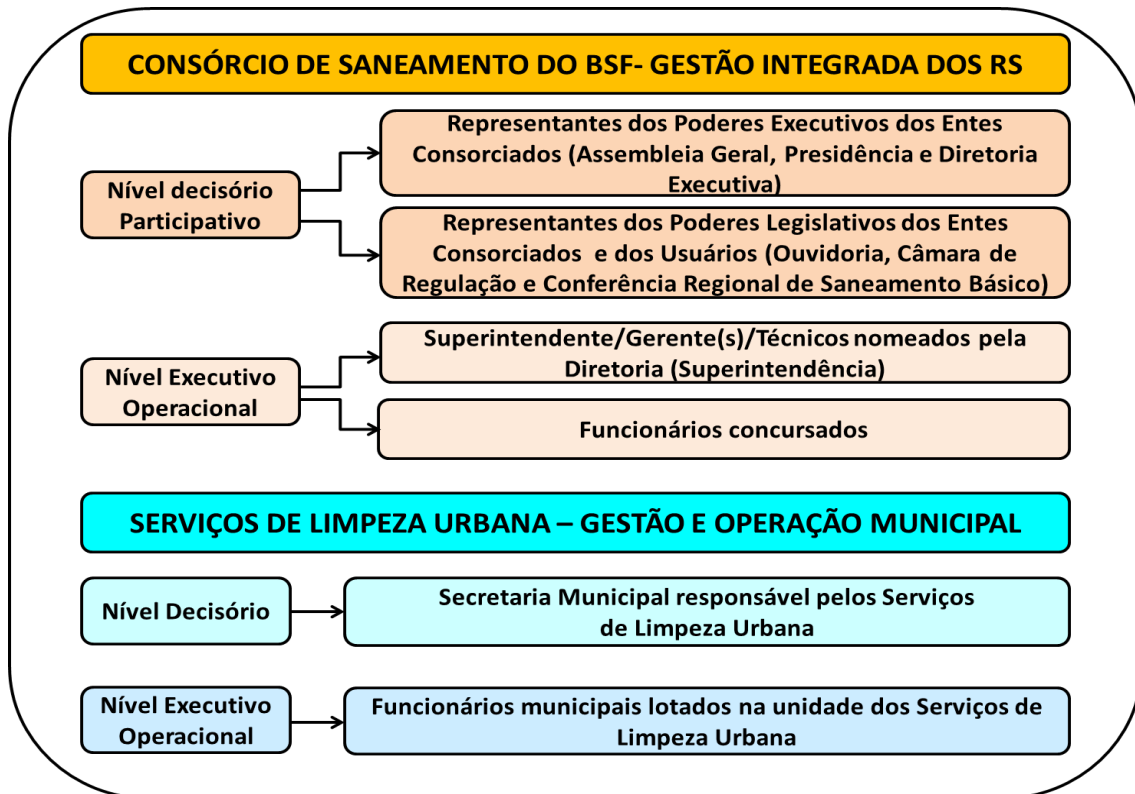 CONSÓRCIO DE SANEAMENTO DO BSF- GESTÃO INTEGRADA DOS RS
Nível decisório
Participativo
Representantes dos Poderes Executivos dos Entes
Consorciados (Assembleia Geral, Presidência e Diretoria
Executiva)
Representantes dos Poderes Legislativos dos Entes
Consorciados e dos Usuários (Ouvidoria, Câmara de
Regulação e Conferência Regional de Saneamento Básico)
Nível Executivo
Operacional
Superintendente/Gerente(s)/Técnicos nomeados pela
Diretoria (Superintendência)
Funcionários concursados
SERVIÇOS DE LIMPEZA URBANA – GESTÃO E OPERAÇÃO MUNICIPAL
Nível Decisório
Secretaria Municipal responsável pelos Serviços
de Limpeza Urbana
Nível Executivo
Operacional
Funcionários municipais lotados na unidade dos Serviços de
Limpeza Urbana